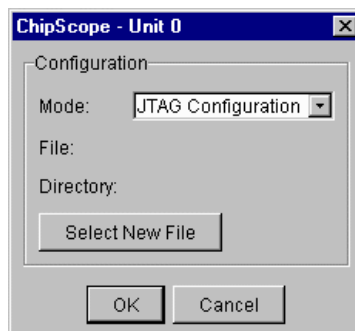 ChipScope - Unit 0
Configuration
Mode: JTAG Configuration
File:
Directory:
Select New File
OK Cancel